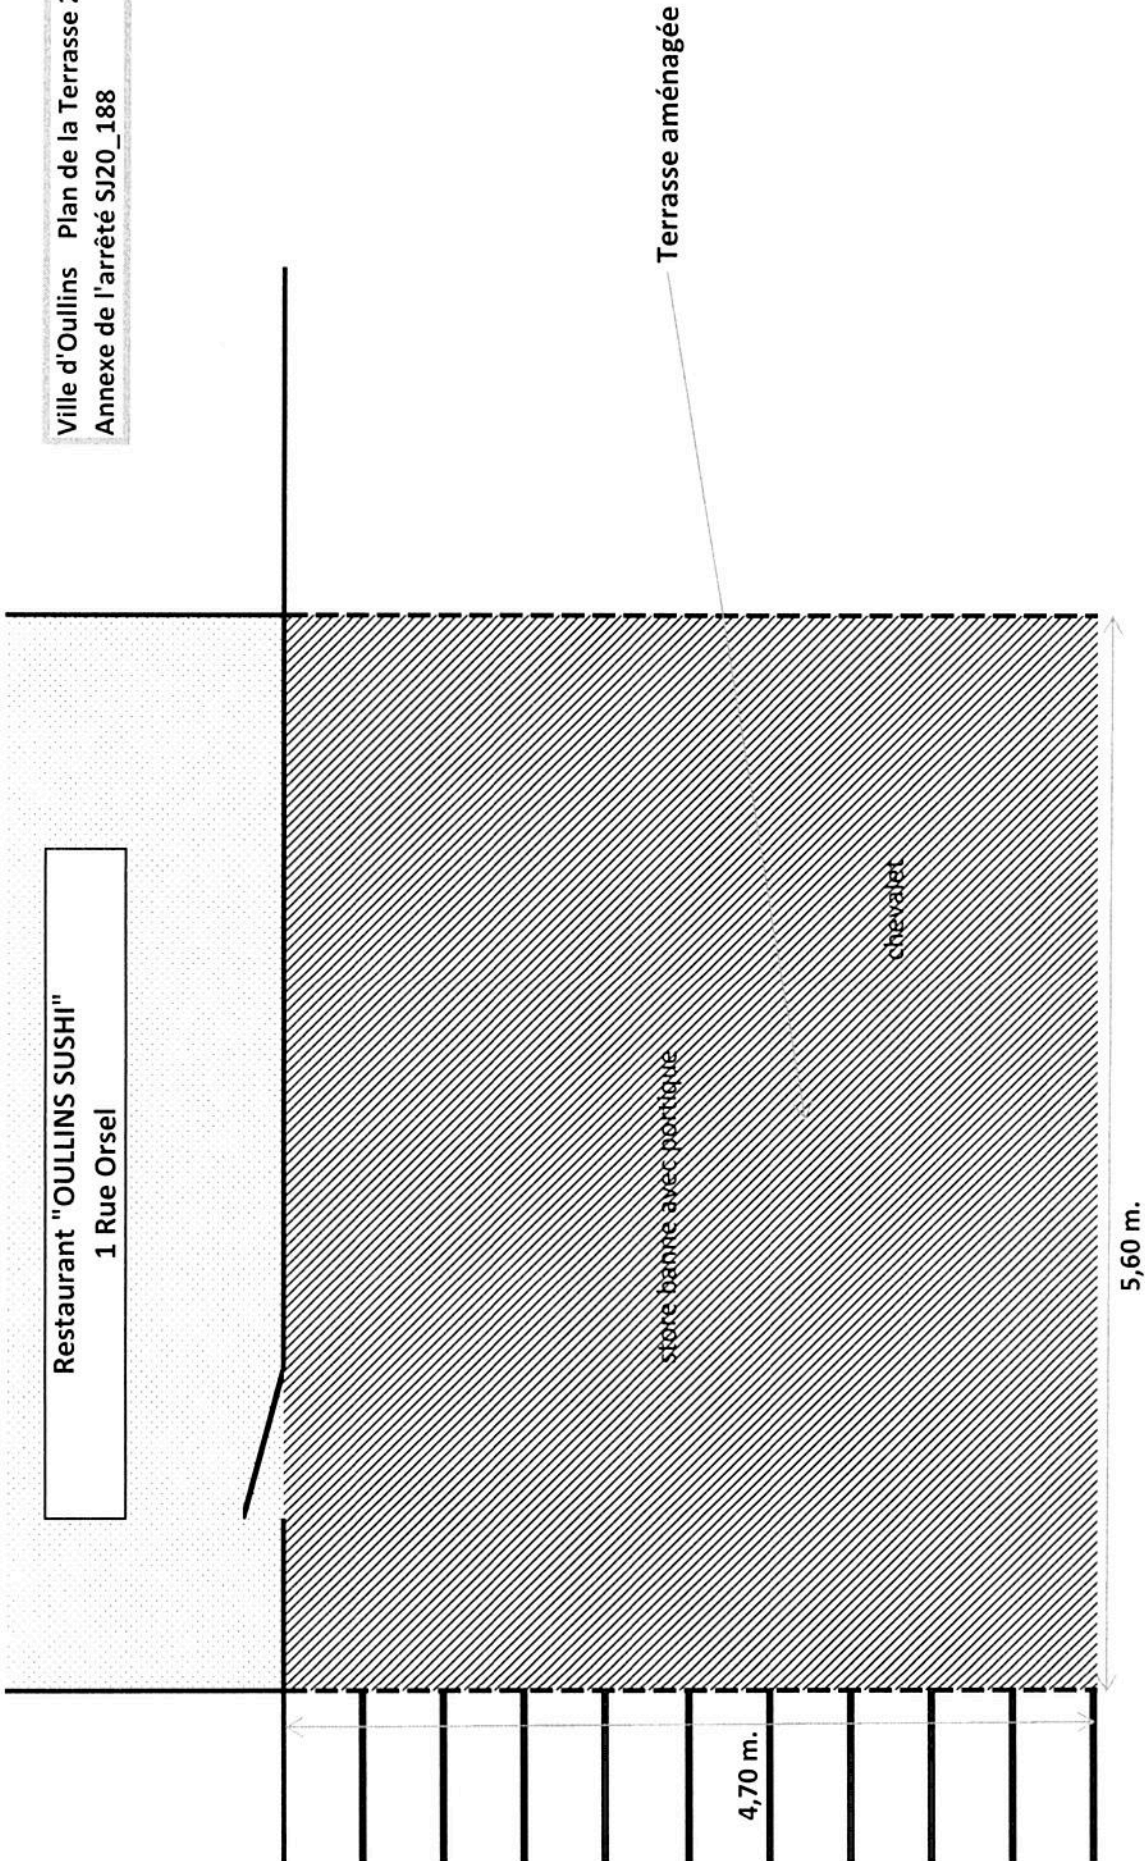 Ville d'Oullins Plan de la Terrasse
Annexe de l'arrêté SJ20_188
Restaurant "OULLINS SUSHI"
1 Rue Orsel
Terrasse aménagée
store banne avec portique
chevalet
4,70 m.
5,60 m.